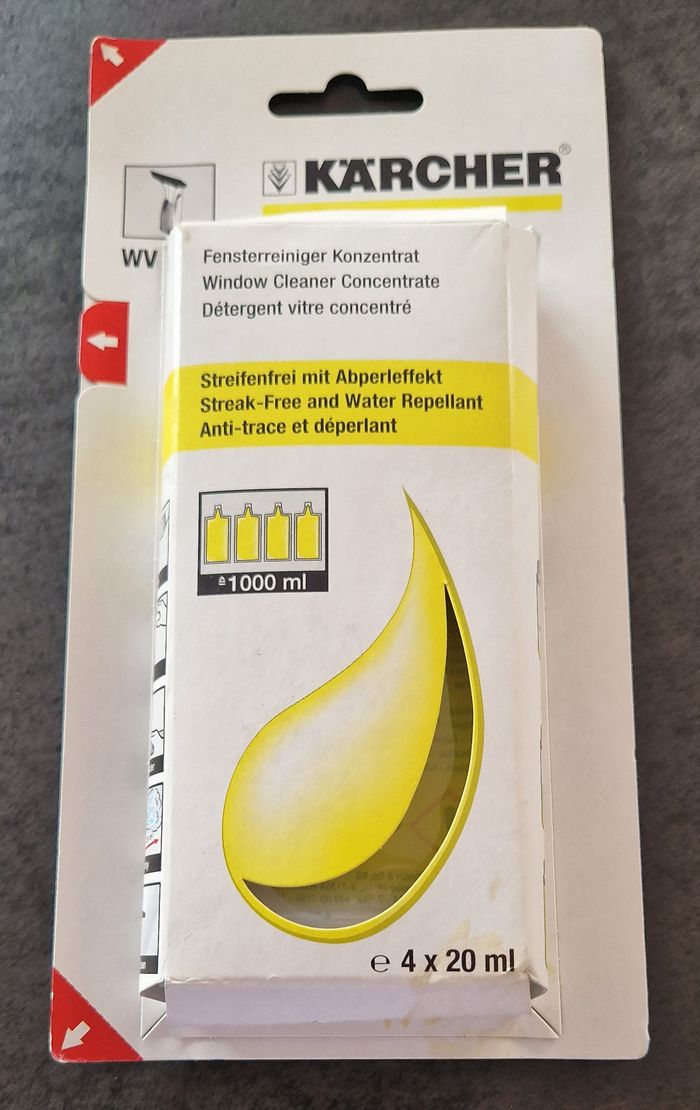 KÄRCHER®
WV
Fensterreiniger Konzentrat
Window Cleaner Concentrate
Détergent vitre concentré
Streifenfrei mit Abperleffekt
Streak-Free and Water Repellant
Anti-trace et déperlant
≙1000 ml
℮ 4 x 20 ml